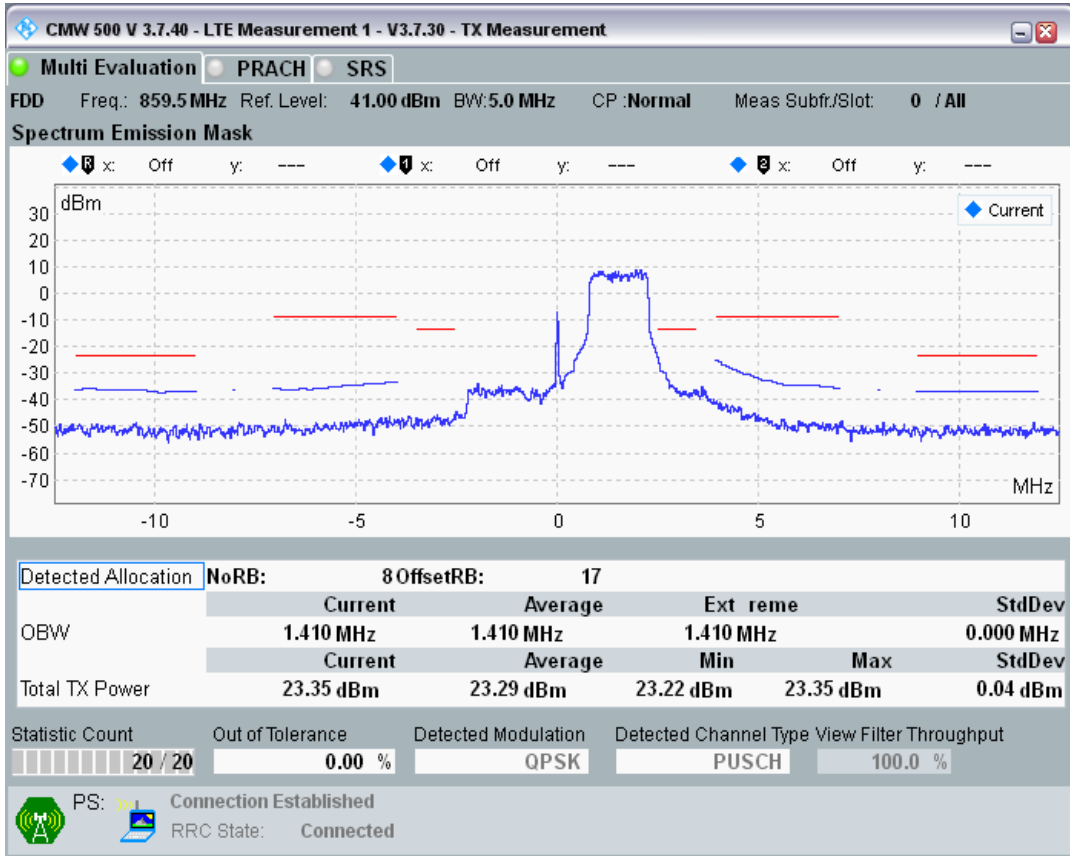 CMW 500 V 3.7.40 - LTE Measurement 1 - V3.7.30 - TX Measurement
Multi Evaluation PRACH SRS
FDD Freq.: 859.5 MHz Ref. Level: 41.00 dBm BW: 5.0 MHz CP :Normal Meas Subfr./Slot: 0 / All
Spectrum Emission Mask
R x: Off y: --- 1 x: Off y: --- 2 x: Off y: ---
dBm
Current
30
20
10
0
-10
-20
-30
-40
-50
-60
-70
MHz
-10 -5 0 5 10
Detected Allocation NoRB: 8 OffsetRB: 17
Current Average Ext reme StdDev
OBW 1.410 MHz 1.410 MHz 1.410 MHz 0.000 MHz
Current Average Min Max StdDev
Total TX Power 23.35 dBm 23.29 dBm 23.22 dBm 23.35 dBm 0.04 dBm
Statistic Count Out of Tolerance Detected Modulation Detected Channel Type View Filter Throughput
20 / 20 0.00 % QPSK PUSCH 100.0 %
PS: Connection Established
RRC State: Connected